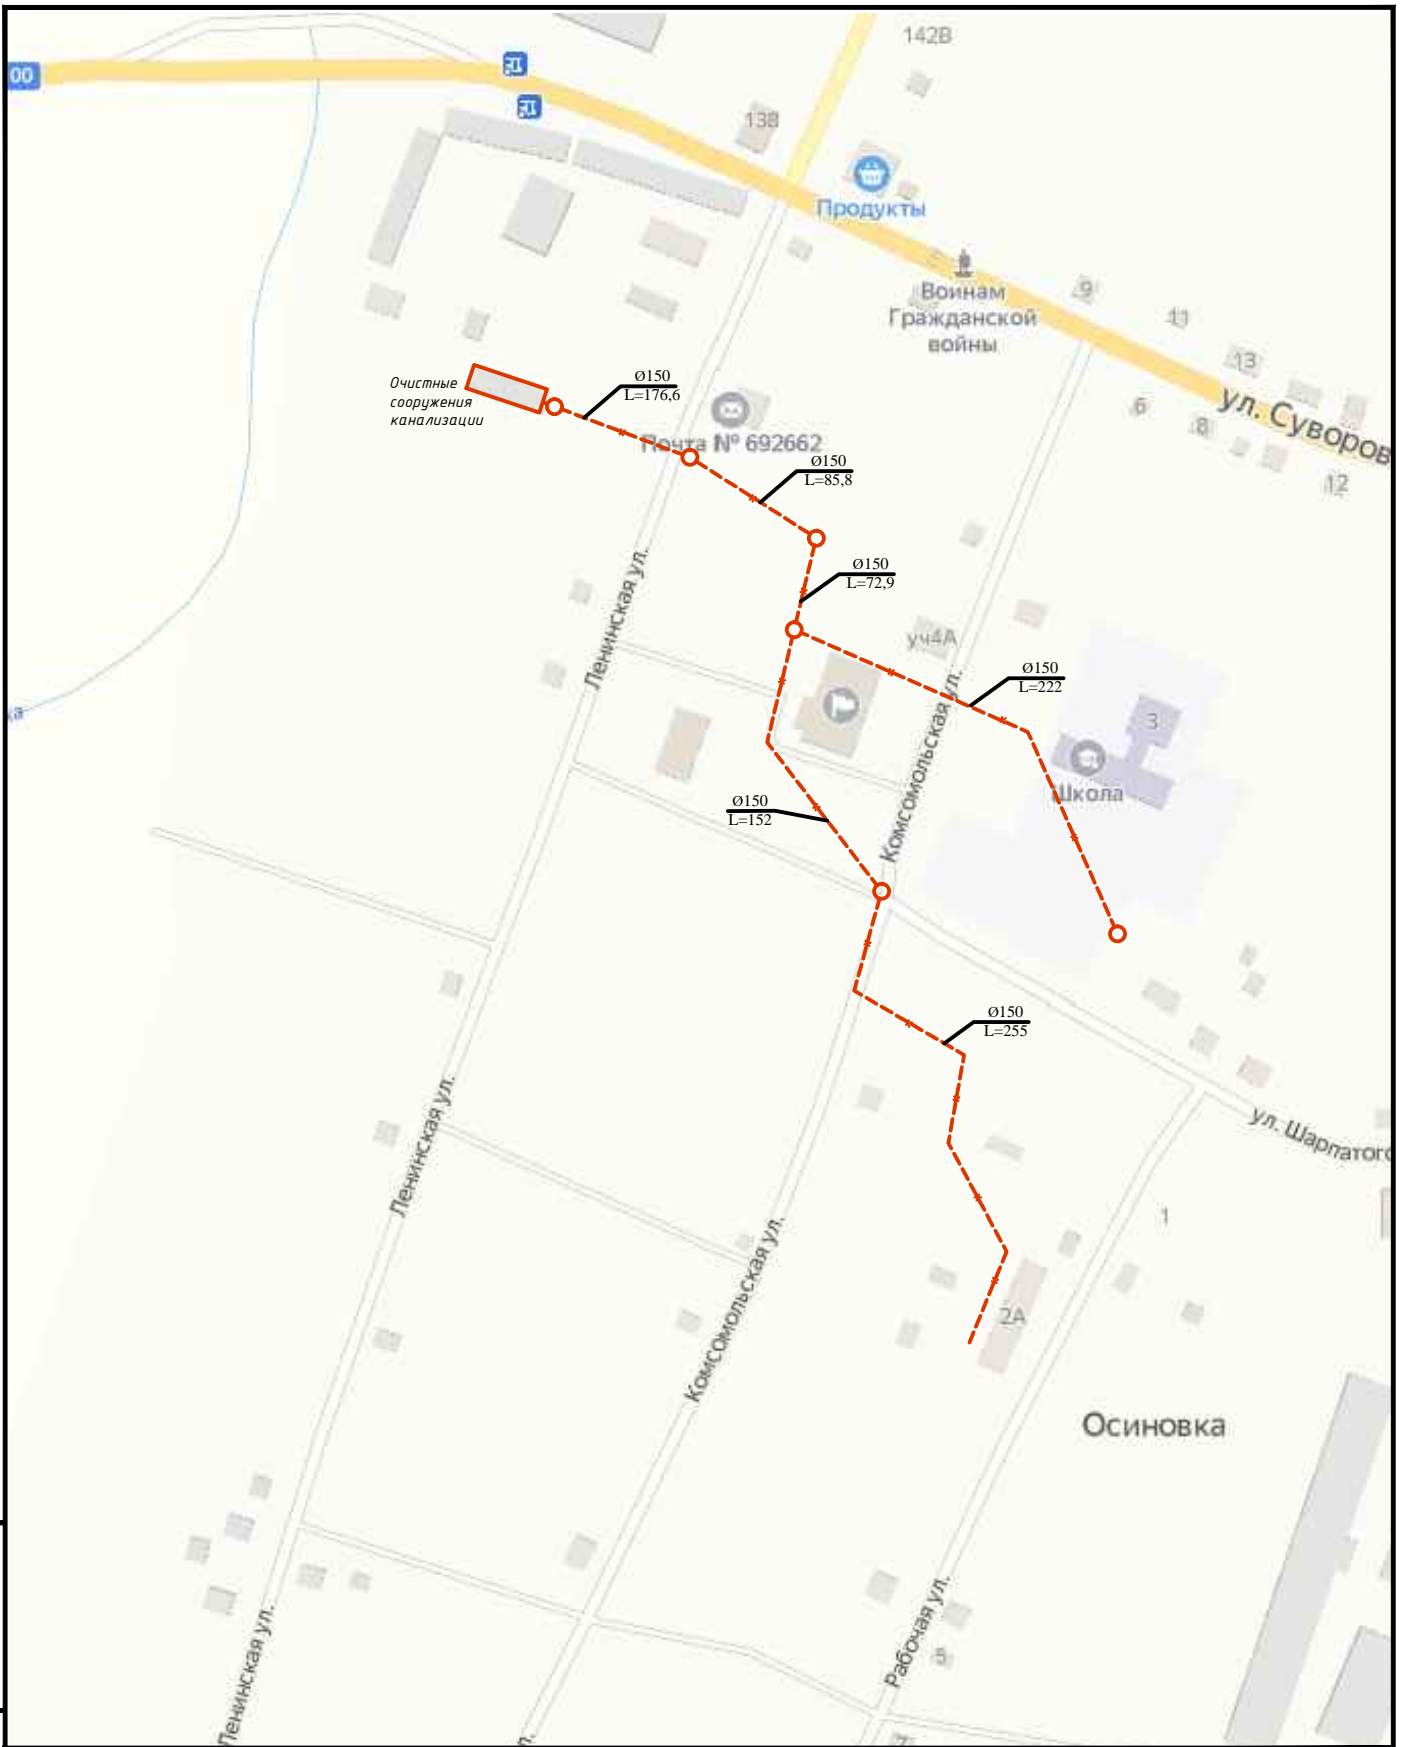 142В
00
13В
Продукты
Воинам
Гражданской
войны
9
11
13
ул. Суворов
6
8
12
Очистные
сооружения
канализации
Ø150
L=176,6
Почта № 692662
Ø150
L=85,8
Ø150
L=72,9
Ленинская ул.
уч4А
Ø150
L=222
3
Школа
Комсомольская ул.
Ø150
L=152
Ø150
L=255
ул. Шарпатого
Ленинская ул.
1
Комсомольская ул.
2А
Осиновка
Рабочая ул.
5
Ленинская ул.
л.